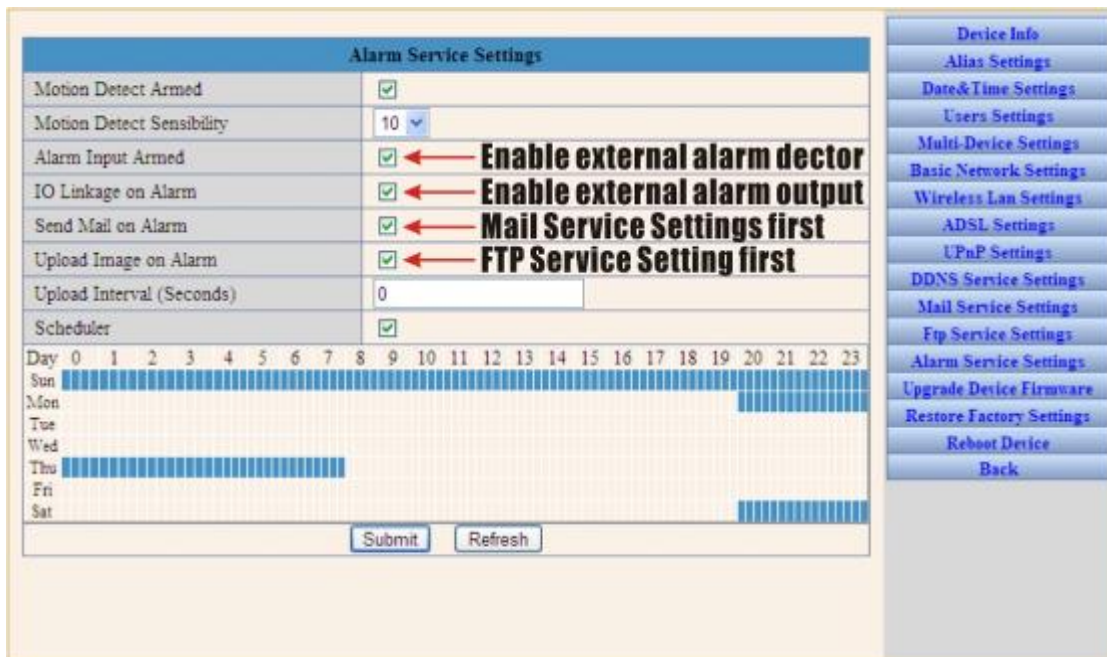 Alarm Service Settings
Motion Detect Armed
Motion Detect Sensibility 10
Alarm Input Armed Enable external alarm dector
IO Linkage on Alarm Enable external alarm output
Send Mail on Alarm Mail Service Settings first
Upload Image on Alarm FTP Service Setting first
Upload Interval (Seconds) 0
Scheduler
Day 0 1 2 3 4 5 6 7 8 9 10 11 12 13 14 15 16 17 18 19 20 21 22 23
Sun
Mon
Tue
Wed
Thu
Fri
Sat
Submit Refresh
Device Info
Alias Settings
Date&Time Settings
Users Settings
Multi-Device Settings
Basic Network Settings
Wireless Lan Settings
ADSL Settings
UPnP Settings
DDNS Service Settings
Mail Service Settings
Ftp Service Settings
Alarm Service Settings
Upgrade Device Firmware
Restore Factory Settings
Reboot Device
Back